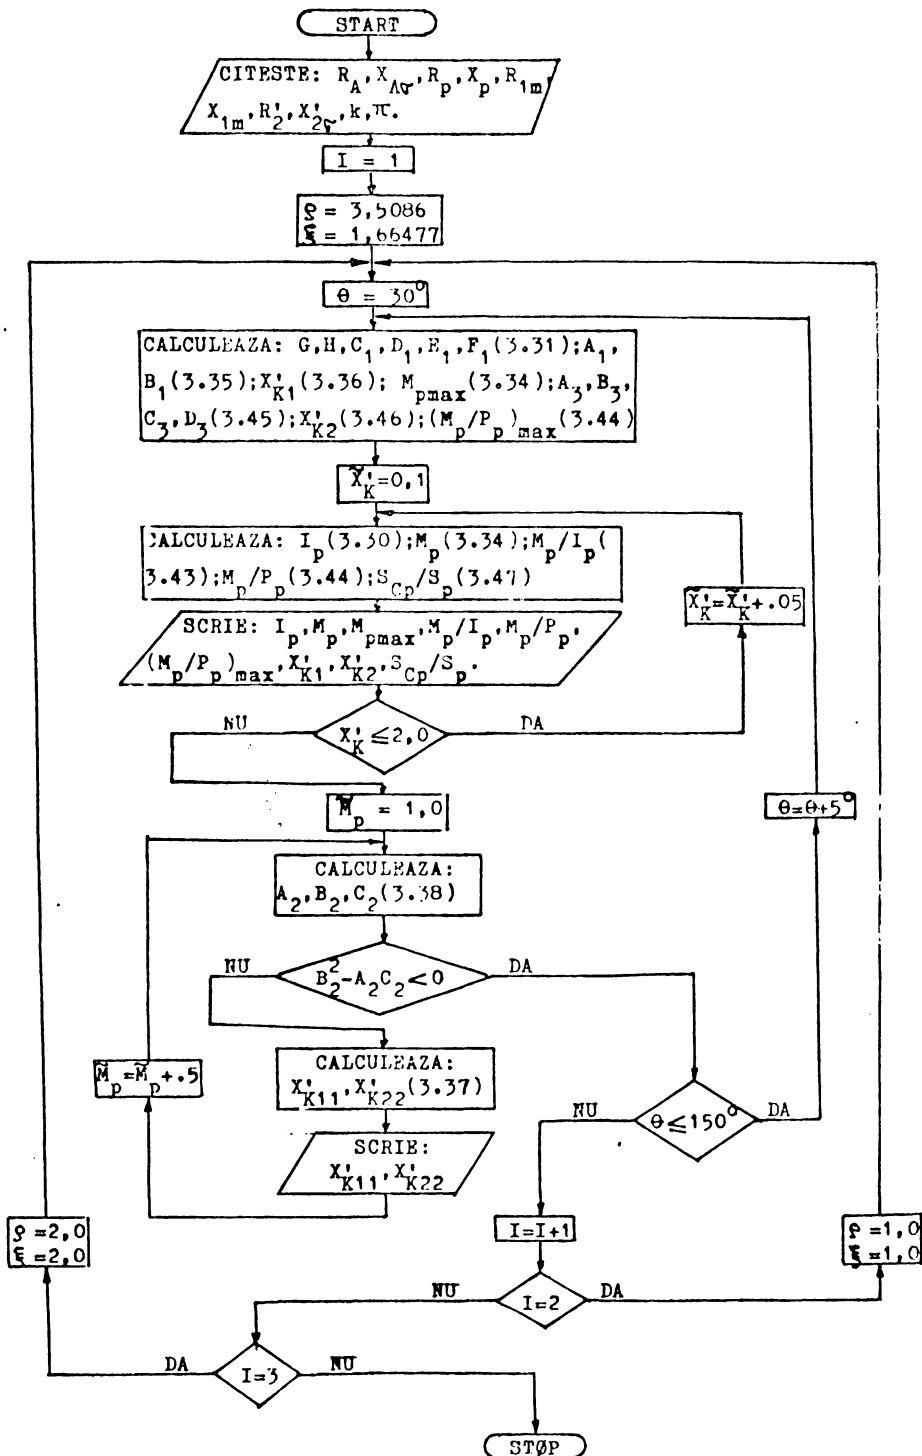 START
CITESTE: R_A, X_Aσ, R_p, X_p, R_1m,
X_1m, R'_2, X'_2σ, k, π.
I = 1
ϱ = 3,5086
ξ = 1,66477
θ = 30°
CALCULEAZA: G,H,C_1,D_1,E_1,F_1(3.31);A_1,
B_1(3.35);X'_K1(3.36); M_pmax(3.34);A_3,B_3,
C_3,D_3(3.45);X'_K2(3.46);(M_p/P_p)_max(3.44)
X̃'_K=0,1
CALCULEAZA: I_p(3.30);M_p(3.34);M_p/I_p(
3.43);M_p/P_p(3.44);S_Cp/S_p(3.47)
X̃'_K=X̃'_K+.05
SCRIE: I_p,M_p,M_pmax,M_p/I_p,M_p/P_p,
(M_p/P_p)_max,X'_K1,X'_K2,S_Cp/S_p.
NU
X'_K ≤2,0
DA
M̃_p = 1,0
θ=θ+5°
CALCULEAZA:
A_2,B_2,C_2(3.38)
NU
B_2^2-A_2C_2<0
DA
M̃_p=M̃_p+.5
CALCULEAZA:
X'_K11,X'_K22(3.37)
NU
θ≤150°
DA
SCRIE:
X'_K11,X'_K22
ϱ=2,0
ξ=2,0
I=I+1
ϱ=1,0
ξ=1,0
NU
I=2
DA
DA
I=3
NU
STØP